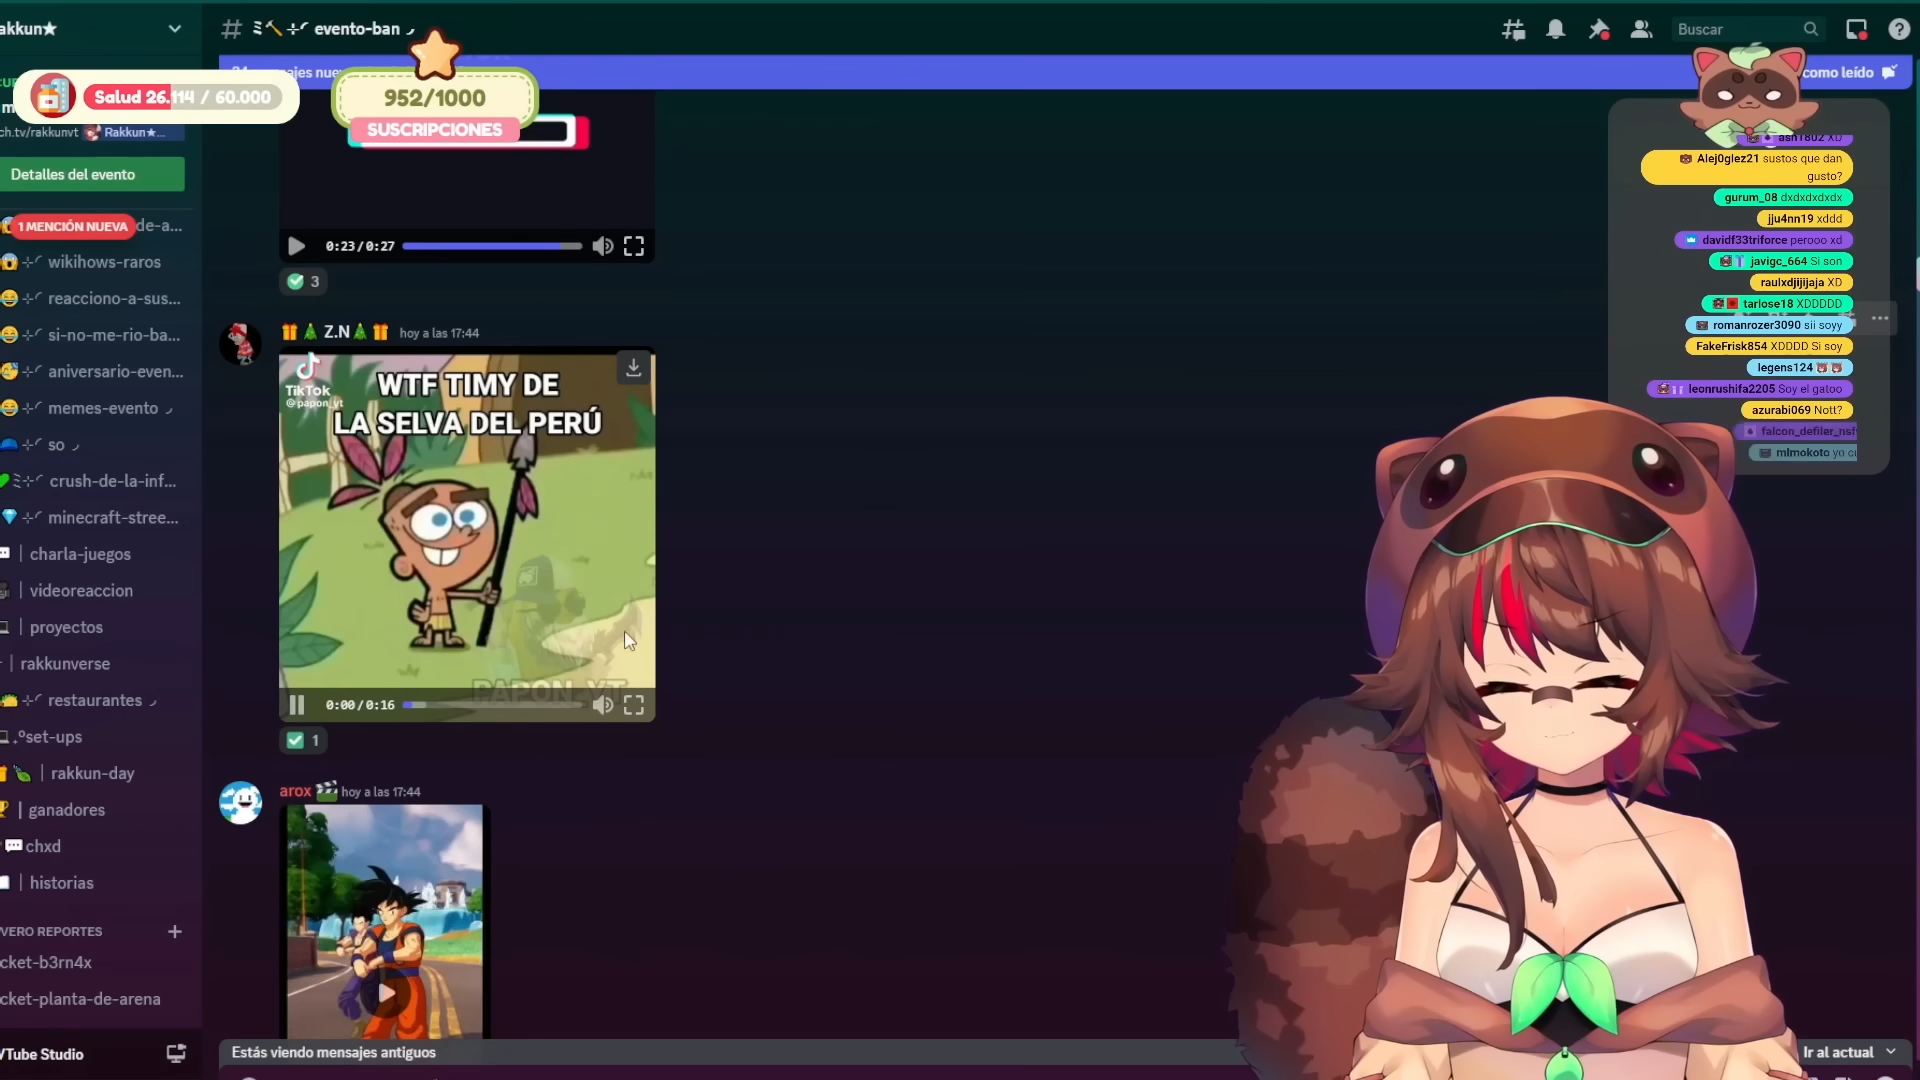 akkun★
evento-ban
Buscar
ajes nue
como leído
Salud 26.114 / 60.000
952/1000
SUSCRIPCIONES
ch.tv/rakkunvt
Rakkun★...
Detalles del evento
1 MENCIÓN NUEVA
de-a...
wikihows-raros
reacciono-a-sus...
si-no-me-rio-ba...
aniversario-even...
memes-evento
so
crush-de-la-inf...
minecraft-stree...
charla-juegos
videoreaccion
proyectos
rakkunverse
restaurantes
set-ups
rakkun-day
ganadores
chxd
historias
VERO REPORTES
cket-b3rn4x
cket-planta-de-arena
VTube Studio
0:23/0:27
3
Z.N
hoy a las 17:44
TikTok
@papon_yt
WTF TIMY DE
LA SELVA DEL PERÚ
PAPON_YT
0:00/0:16
1
arox hoy a las 17:44
Estás viendo mensajes antiguos
Ir al actual
ash1802 XD
Alej0glez21 sustos que dan
gusto?
gurum_08 dxdxdxdxdx
jju4nn19 xddd
davidf33triforce perooo xd
javigc_664 Si son
raulxdjijijaja XD
tarlose18 XDDDDD
romanrozer3090 sii soyy
FakeFrisk854 XDDDD Si soy
legens124
leonrushifa2205 Soy el gatoo
azurabi069 Nott?
falcon_defiler_nsf
mlmokoto yo